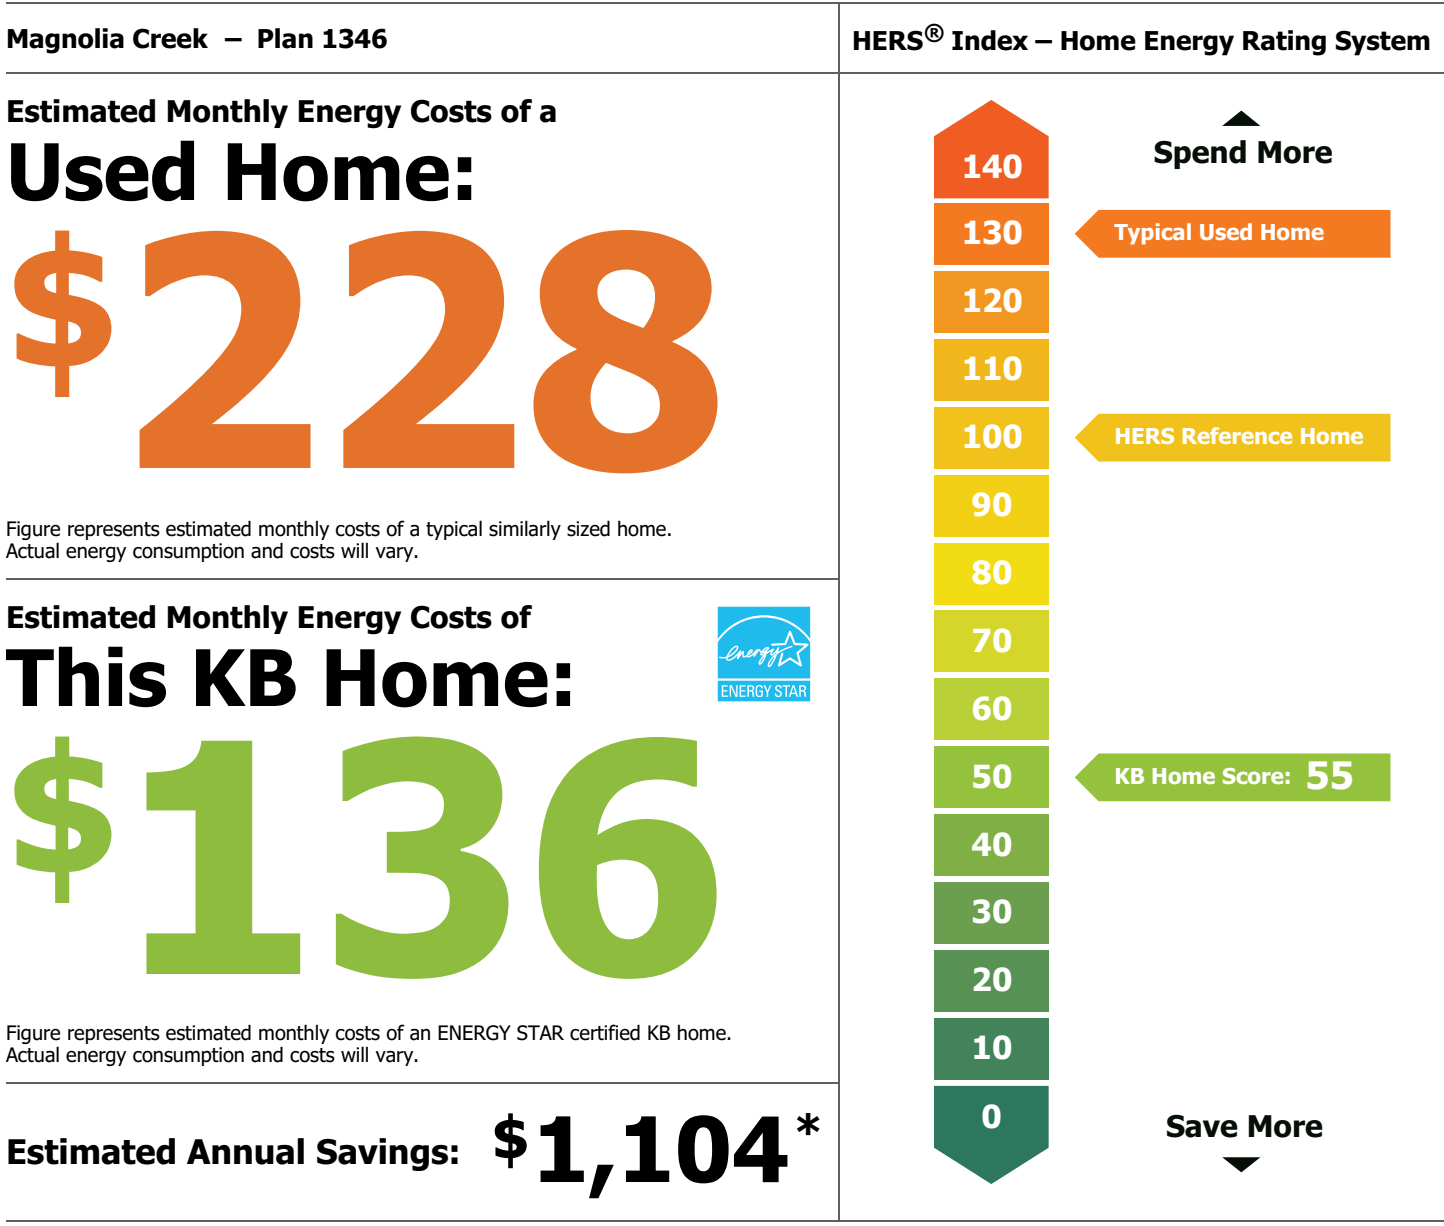 Magnolia Creek – Plan 1346
Estimated Monthly Energy Costs of a
Used Home:
$228
Figure represents estimated monthly costs of a typical similarly sized home.
Actual energy consumption and costs will vary.
Estimated Monthly Energy Costs of
This KB Home:
energy
ENERGY STAR
$136
Figure represents estimated monthly costs of an ENERGY STAR certified KB home.
Actual energy consumption and costs will vary.
Estimated Annual Savings: $1,104*
HERS® Index – Home Energy Rating System
Spend More
140
130 Typical Used Home
120
110
100 HERS Reference Home
90
80
70
60
50 KB Home Score: 55
40
30
20
10
0
Save More